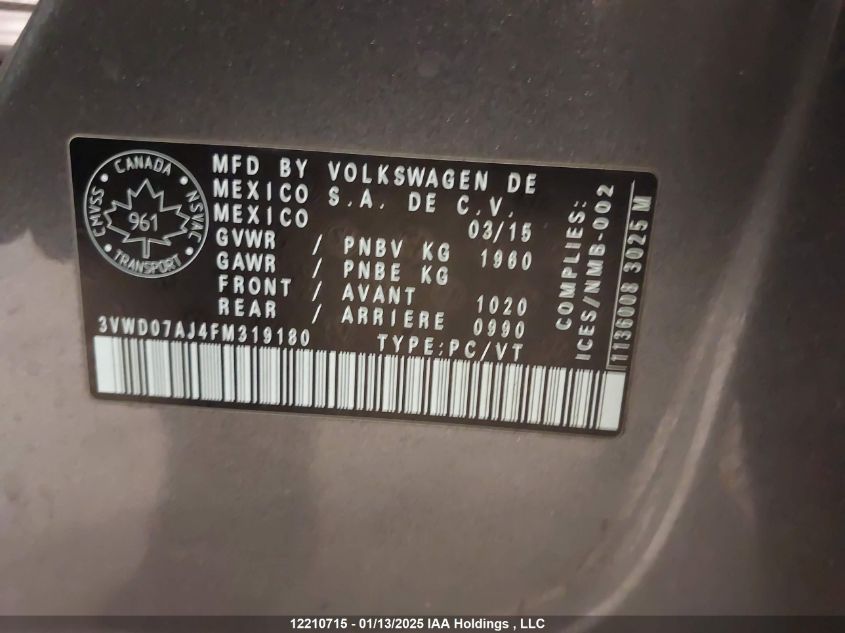 CANADA
CMVSS • NSVAC
961
TRANSPORT
MFD BY VOLKSWAGEN DE
MEXICO S.A. DE C.V.
MEXICO 03/15
GVWR / PNBV KG 1960
GAWR / PNBE KG
FRONT / AVANT 1020
REAR / ARRIERE 0990
3VWD07AJ4FM319180 TYPE:PC/VT
COMPLIES:
ICES/NMB-002
1136008 3025 M
12210715 - 01/13/2025 IAA Holdings , LLC